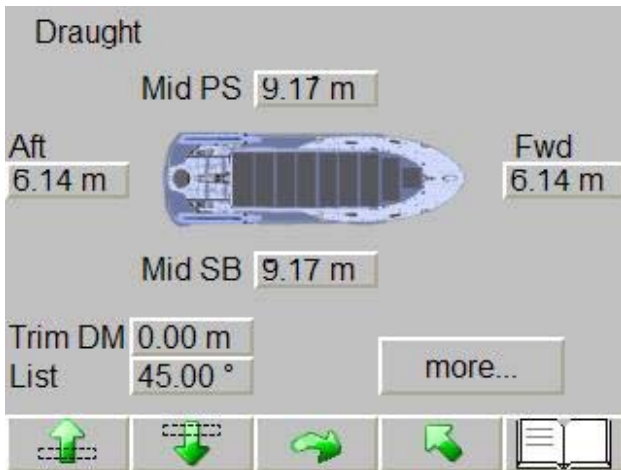 Draught
Mid PS 9.17 m
Aft Fwd
6.14 m 6.14 m
Mid SB 9.17 m
Trim DM 0.00 m
List 45.00 °
more...